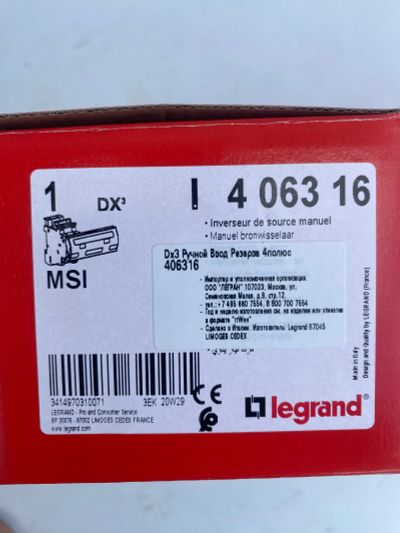 1 DX³ 4 063 16
• Inverseur de source manuel
• Manuel bronwisselaar
Dx3 Ручной Ввод Резерва 4полюс
406316
- Импортер и уполномоченная организация
ООО "ЛЕГРАН" 107023, Москва, ул.
Семеновская Малая, д.9, стр.12.
тел.:+7 495 660 7554, 8 800 700 7554
- Год и неделю изготовления см. на изделии или этикетке
в формате "ггWнн"
- Сделано в Италии. Изготовитель: Legrand 87045
LIMOGES CEDEX
MSI
3414970310071 3EK 20W29
LEGRAND - Pro and Consumer Service
BP 30076 - 87002 LIMOGES CEDEX FRANCE
www.legrand.com
CE
legrand®
Made in Italy
Design and quality by LEGRAND (France)